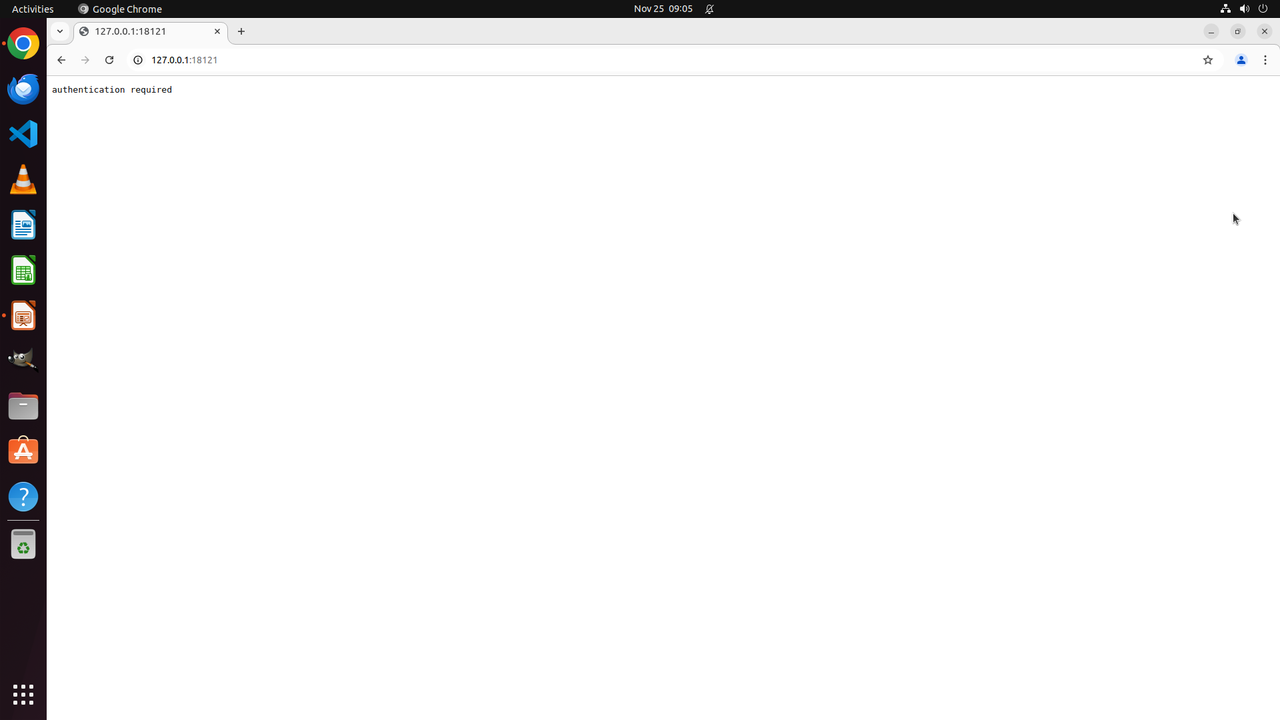 Activities
Google Chrome
Nov 25 09:05
127.0.0.1:18121
127.0.0.1:18121
authentication required